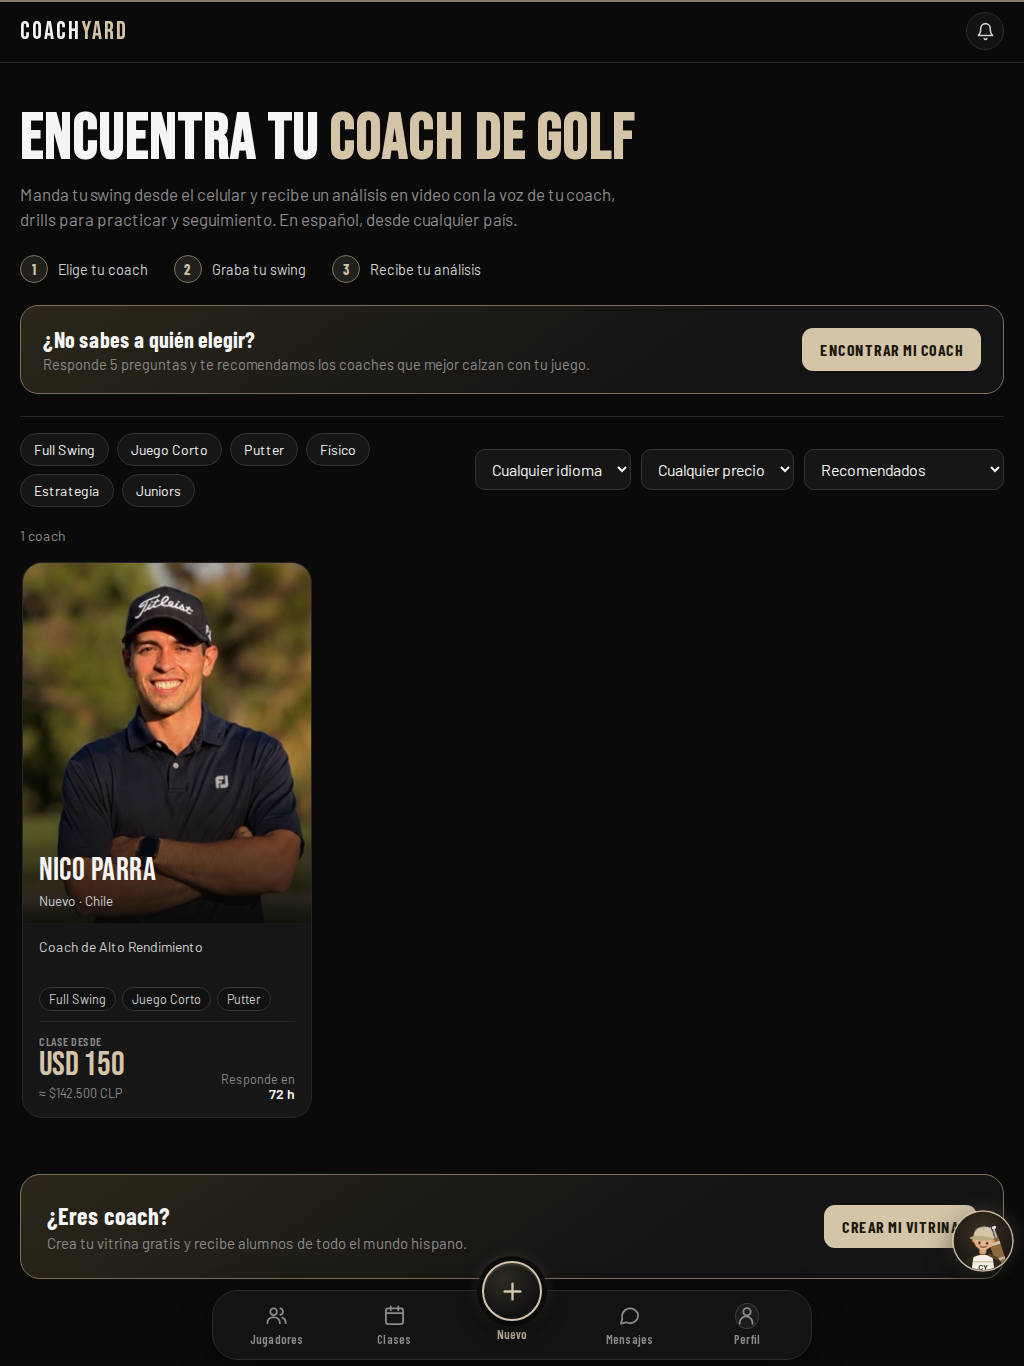 COACHYARD
ENCUENTRA TU COACH DE GOLF
Manda tu swing desde el celular y recibe un análisis en video con la voz de tu coach,
drills para practicar y seguimiento. En español, desde cualquier país.
1 Elige tu coach 2 Graba tu swing 3 Recibe tu análisis
¿No sabes a quién elegir?
Responde 5 preguntas y te recomendamos los coaches que mejor calzan con tu juego.
ENCONTRAR MI COACH
Full Swing Juego Corto Putter Físico
Estrategia Juniors
Cualquier idioma Cualquier precio Recomendados
1 coach
Titleist
FJ
NICO PARRA
Nuevo · Chile
Coach de Alto Rendimiento
Full Swing Juego Corto Putter
CLASE DESDE
USD 150
≈ $142.500 CLP
Responde en
72 h
¿Eres coach?
Crea tu vitrina gratis y recibe alumnos de todo el mundo hispano.
CREAR MI VITRINA
CY
Jugadores Clases Nuevo Mensajes Perfil